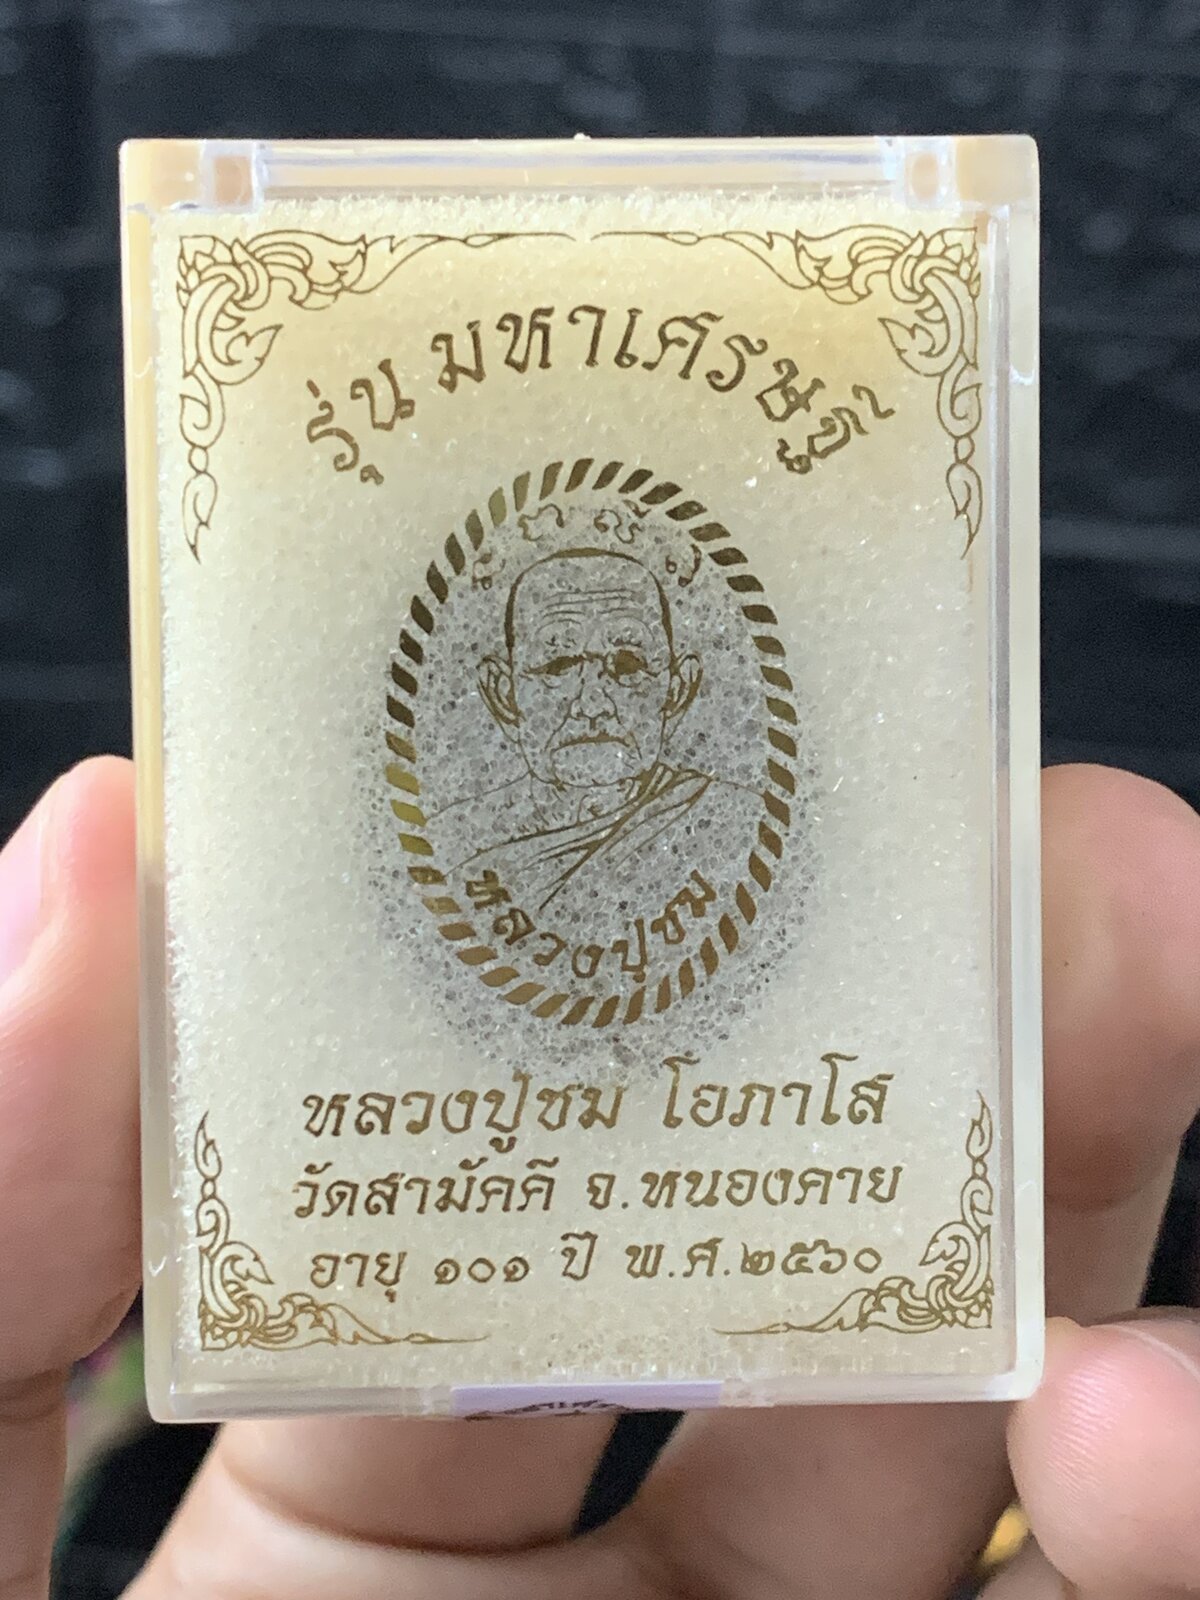 รุ่น มหาเศรษฐี
หลวงปู่ชม
หลวงปู่ชม โอภาโส
วัดสามัคคี จ.หนองคาย
อายุ ๑๐๑ ปี พ.ศ.๒๕๖๐